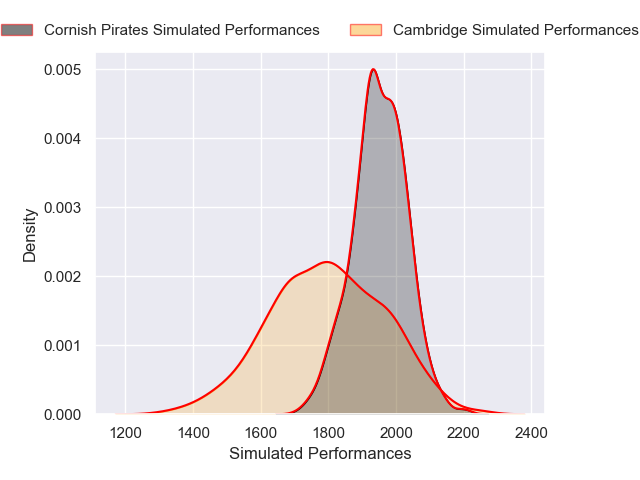 Cornish Pirates Simulated Performances Cambridge Simulated Performances
0.005
0.004
0.003
0.002
0.001
0.000
Density
1200 1400 1600 1800 2000 2200 2400
Simulated Performances